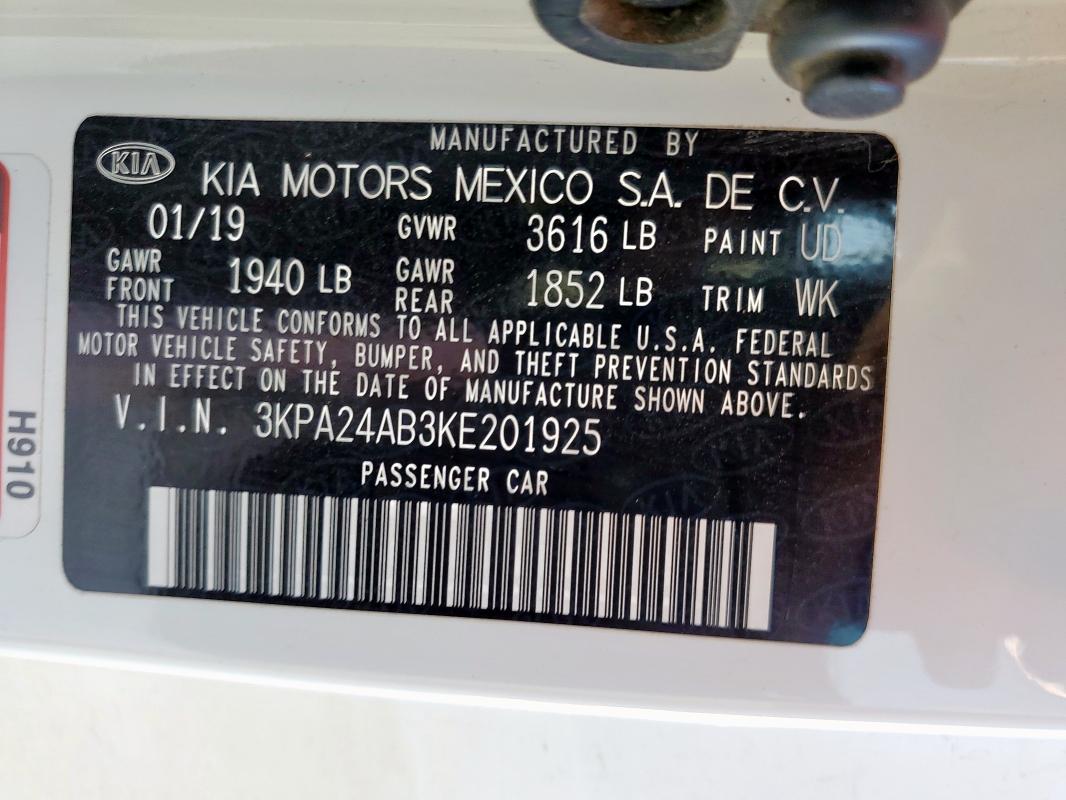 MANUFACTURED BY
KIA
KIA MOTORS MEXICO S.A. DE C.V.
01/19 GVWR 3616 LB PAINT UD
GAWR FRONT 1940 LB GAWR REAR 1852 LB TRIM WK
THIS VEHICLE CONFORMS TO ALL APPLICABLE U.S.A. FEDERAL
MOTOR VEHICLE SAFETY, BUMPER, AND THEFT PREVENTION STANDARDS
IN EFFECT ON THE DATE OF MANUFACTURE SHOWN ABOVE.
V.I.N. 3KPA24AB3KE201925
PASSENGER CAR
H910